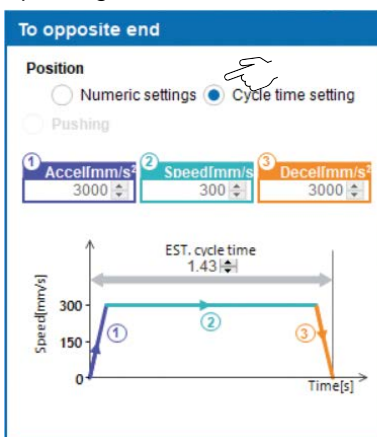 To opposite end
Position
Numeric settings Cycle time setting
Pushing
1 Accel[mm/s² 2 Speed[mm/s 3 Decel[mm/s²
3000 300 3000
EST. cycle time
1.43
Speed[mm/s]
300
150
0
1
2
3
Time[s]